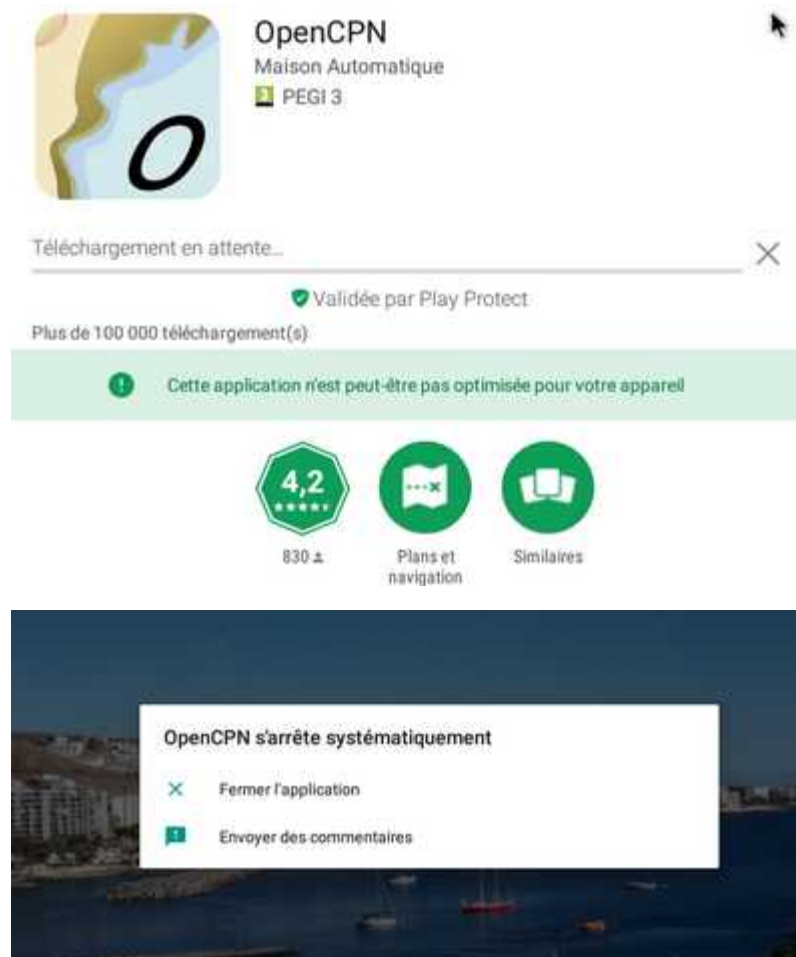 OpenCPN
Maison Automatique
3 PEGI 3
O
Téléchargement en attente...
Validée par Play Protect
Plus de 100 000 téléchargement(s)
Cette application n'est peut-être pas optimisée pour votre appareil
4,2
830
Plans et
navigation
Similaires
OpenCPN s'arrête systématiquement
Fermer l'application
Envoyer des commentaires